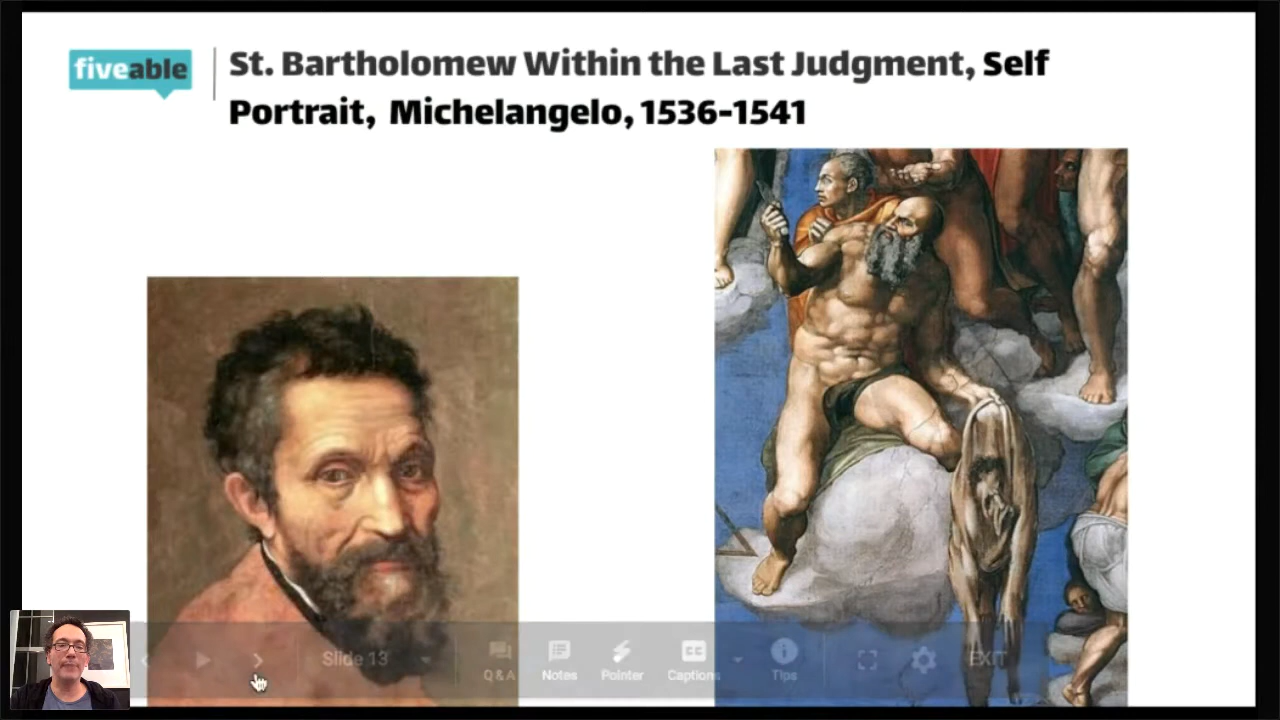 fiveable
St. Bartholomew Within the Last Judgment, Self
Portrait, Michelangelo, 1536-1541
Slide 13
Q & A
Notes
Pointer
Captions
Tips
EXIT